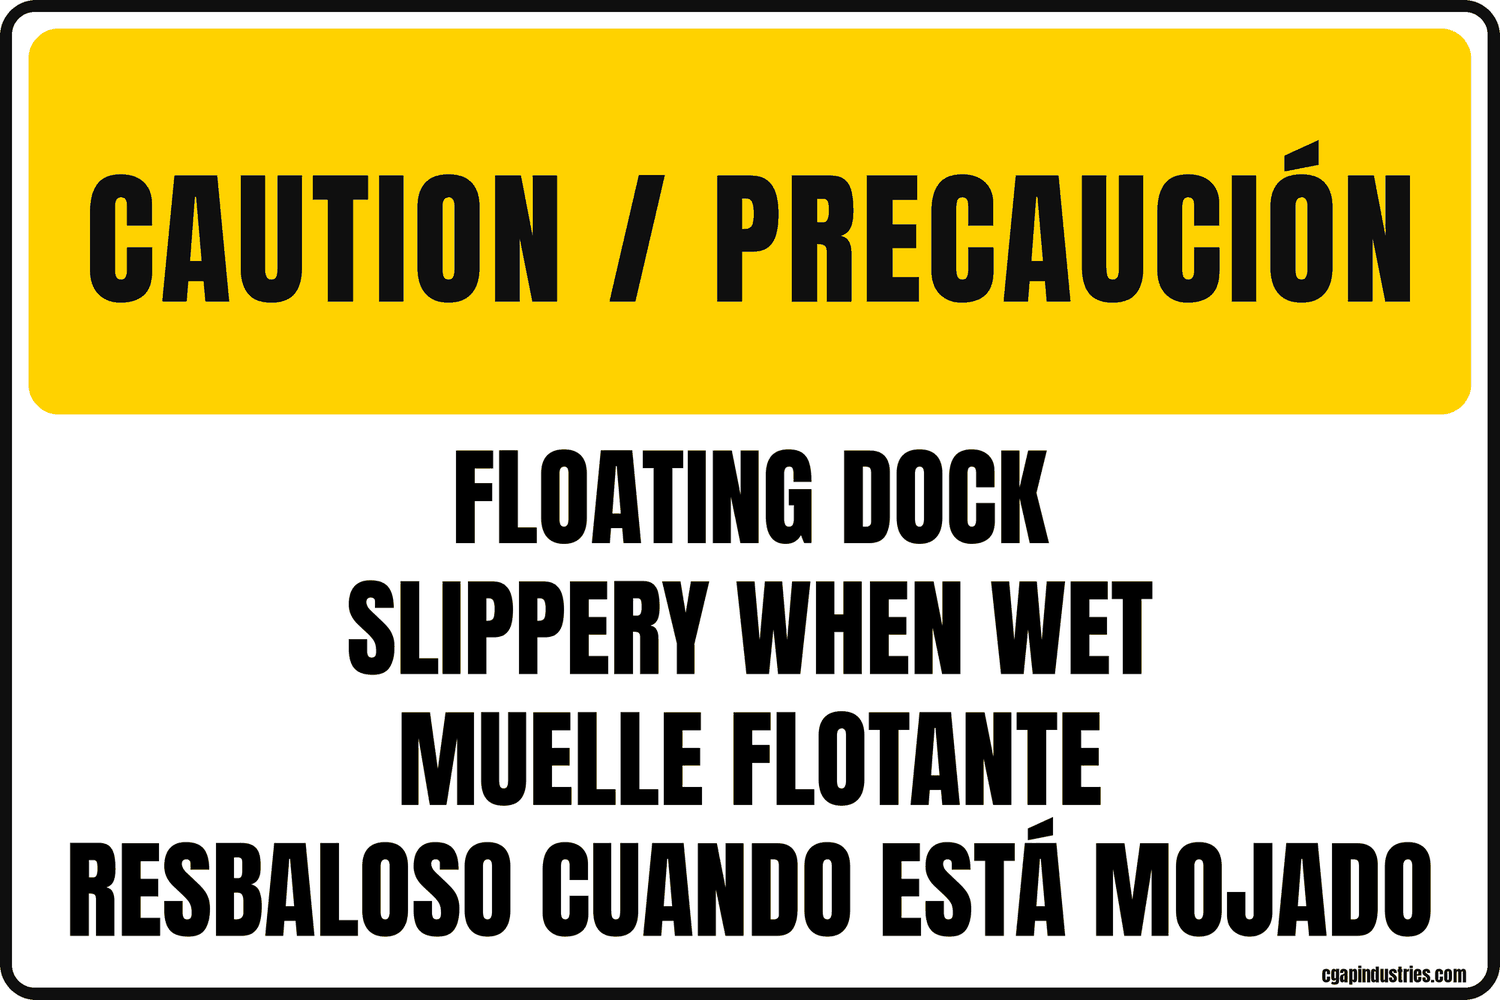 CAUTION / PRECAUCIÓN
FLOATING DOCK
SLIPPERY WHEN WET
MUELLE FLOTANTE
RESBALOSO CUANDO ESTÁ MOJADO
cgapindustries.com